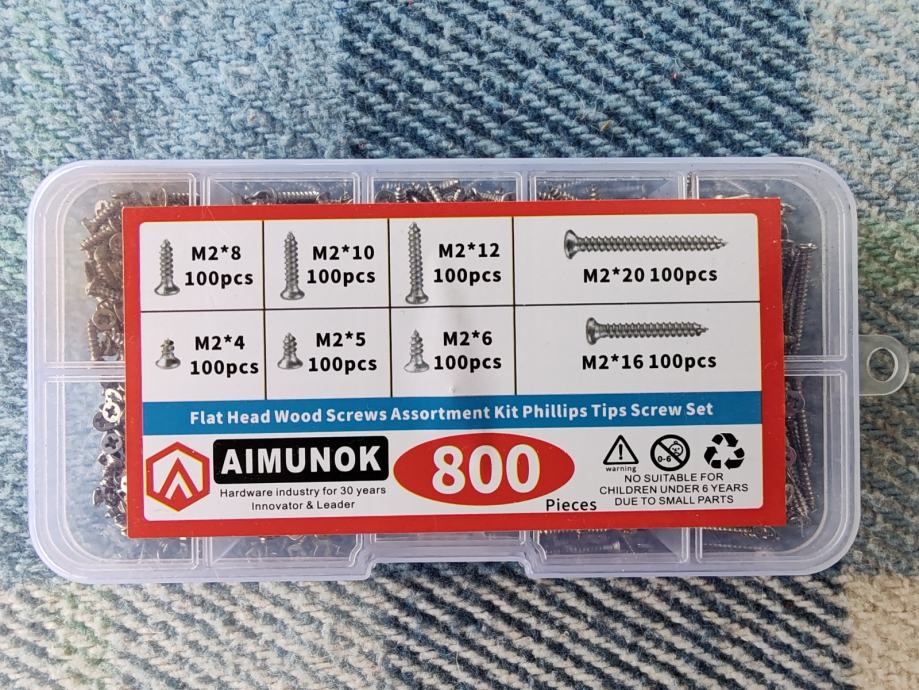 M2*8
100pcs
M2*10
100pcs
M2*12
100pcs
M2*20 100pcs
M2*4
100pcs
M2*5
100pcs
M2*6
100pcs
M2*16 100pcs
Flat Head Wood Screws Assortment Kit Phillips Tips Screw Set
AIMUNOK
Hardware industry for 30 years
Innovator & Leader
800
Pieces
warning
0-6
NO SUITABLE FOR
CHILDREN UNDER 6 YEARS
DUE TO SMALL PARTS